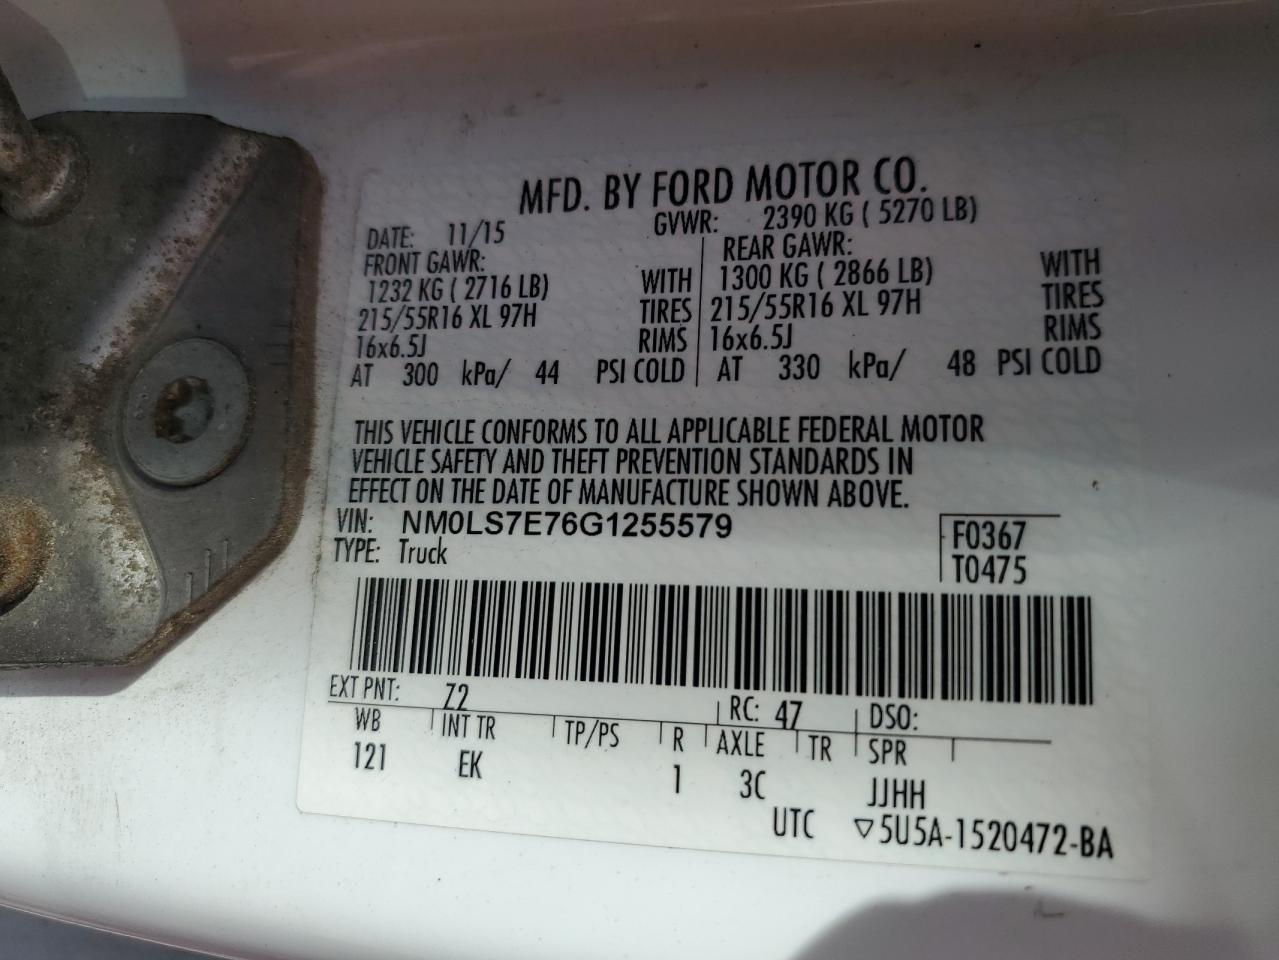 MFD. BY FORD MOTOR CO.
DATE: 11/15 GVWR: 2390 KG ( 5270 LB)
FRONT GAWR: REAR GAWR:
1232 KG ( 2716 LB) WITH 1300 KG ( 2866 LB) WITH
215/55R16 XL 97H TIRES 215/55R16 XL 97H TIRES
16x6.5J RIMS 16x6.5J RIMS
AT 300 kPa/ 44 PSI COLD AT 330 kPa/ 48 PSI COLD
THIS VEHICLE CONFORMS TO ALL APPLICABLE FEDERAL MOTOR
VEHICLE SAFETY AND THEFT PREVENTION STANDARDS IN
EFFECT ON THE DATE OF MANUFACTURE SHOWN ABOVE.
VIN: NM0LS7E76G1255579 F0367
TYPE: Truck T0475
EXT PNT: Z2 RC: 47 DSO:
WB INT TR TP/PS R AXLE TR SPR
121 EK 1 3C JJHH
UTC ▽5U5A-1520472-BA